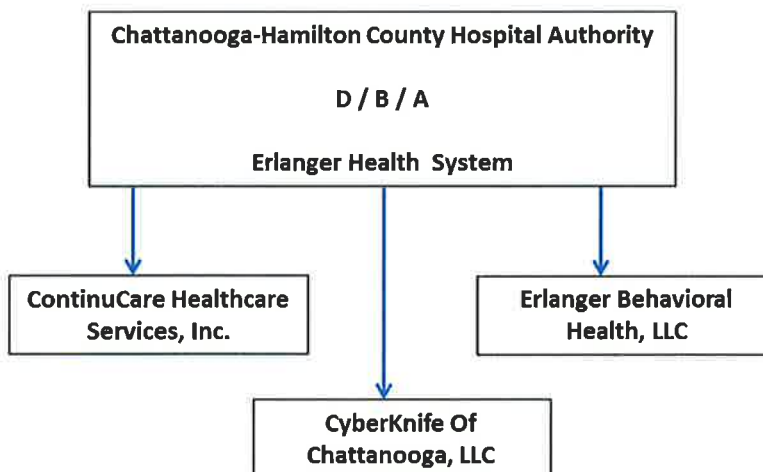 Chattanooga-Hamilton County Hospital Authority
D / B / A
Erlanger Health System
ContinuCare Healthcare
Services, Inc.
Erlanger Behavioral
Health, LLC
CyberKnife Of
Chattanooga, LLC